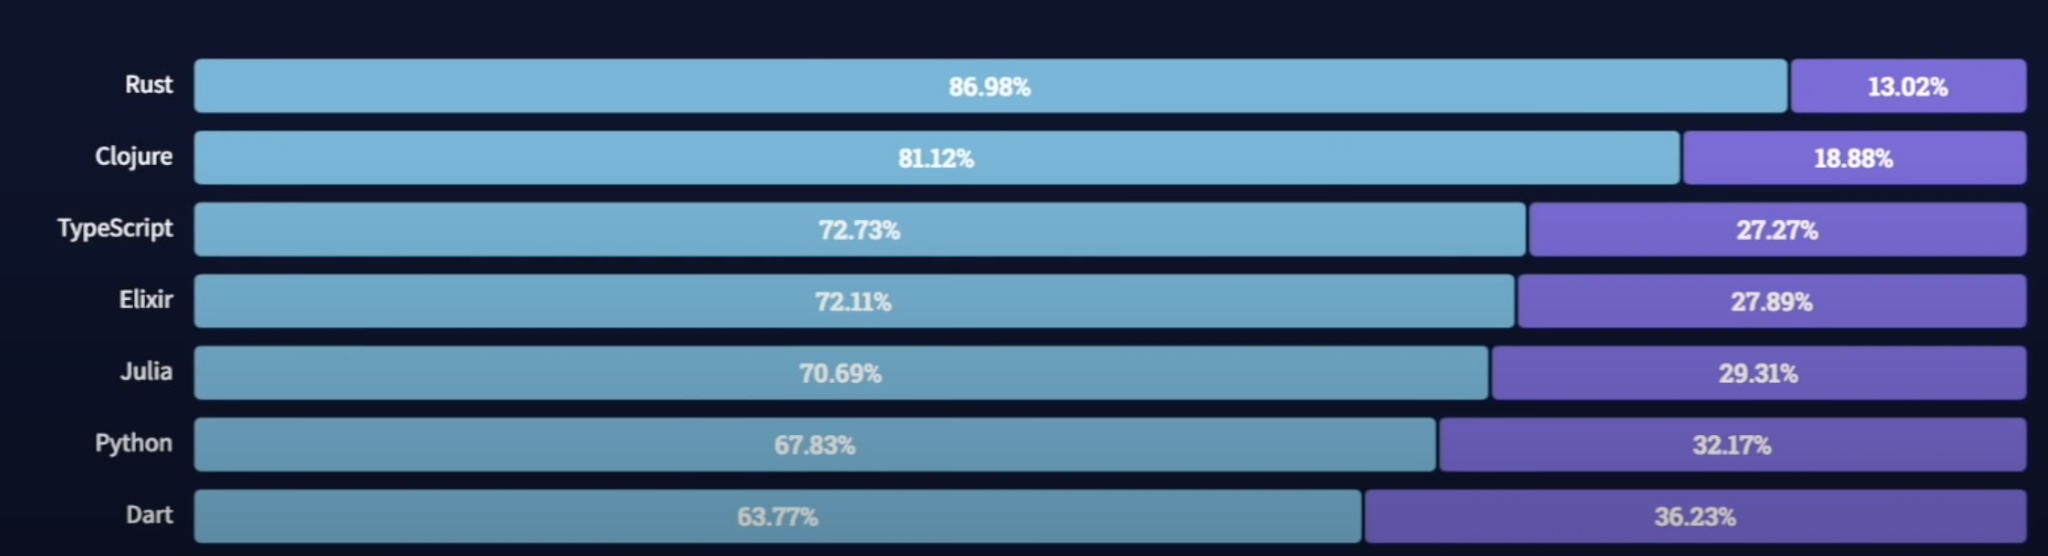 Rust 86.98% 13.02%
Clojure 81.12% 18.88%
TypeScript 72.73% 27.27%
Elixir 72.11% 27.89%
Julia 70.69% 29.31%
Python 67.83% 32.17%
Dart 63.77% 36.23%